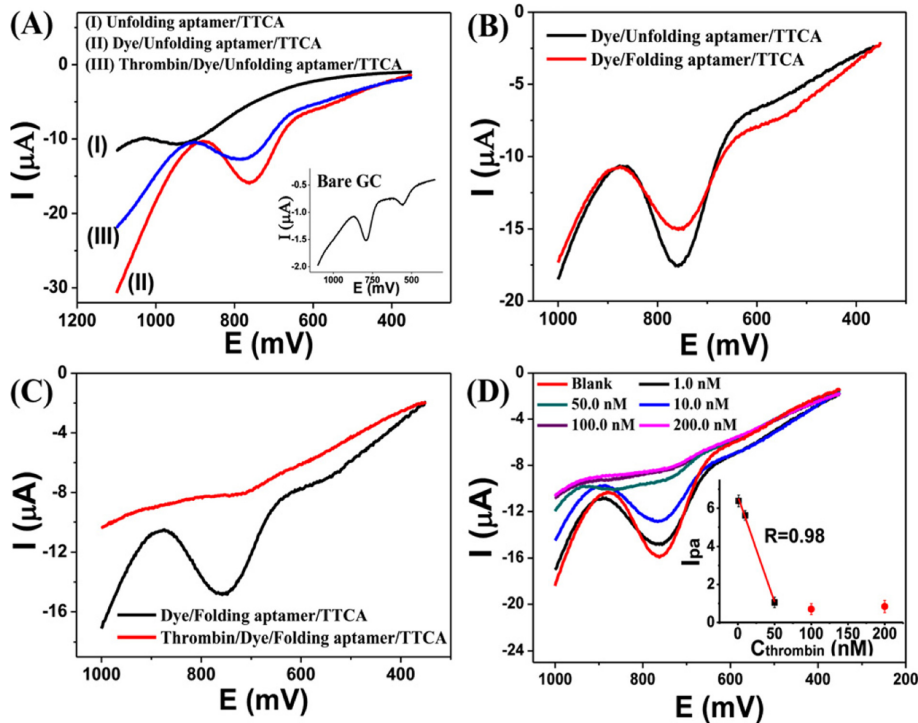 (A)
(I) Unfolding aptamer/TTCA
(II) Dye/Unfolding aptamer/TTCA
(III) Thrombin/Dye/Unfolding aptamer/TTCA
0
-10
-20
-30
I (μA)
(I)
(III)
(II)
Bare GC
-0.5
-1.0
-1.5
-2.0
I (μA)
1000 750 500
E (mV)
1200 1000 800 600 400
E (mV)
(B)
Dye/Unfolding aptamer/TTCA
Dye/Folding aptamer/TTCA
0
-5
-10
-15
-20
I (μA)
1000 800 600 400
E (mV)
(C)
0
-4
-8
-12
-16
I (μA)
Dye/Folding aptamer/TTCA
Thrombin/Dye/Folding aptamer/TTCA
1000 800 600 400
E (mV)
(D)
Blank 1.0 nM
50.0 nM 10.0 nM
100.0 nM 200.0 nM
0
-4
-8
-12
-16
-20
-24
I (μA)
6
4
2
0
Ipa
R=0.98
0 50 100 150 200
Cthrombin (nM)
1000 800 600 400 200
E (mV)